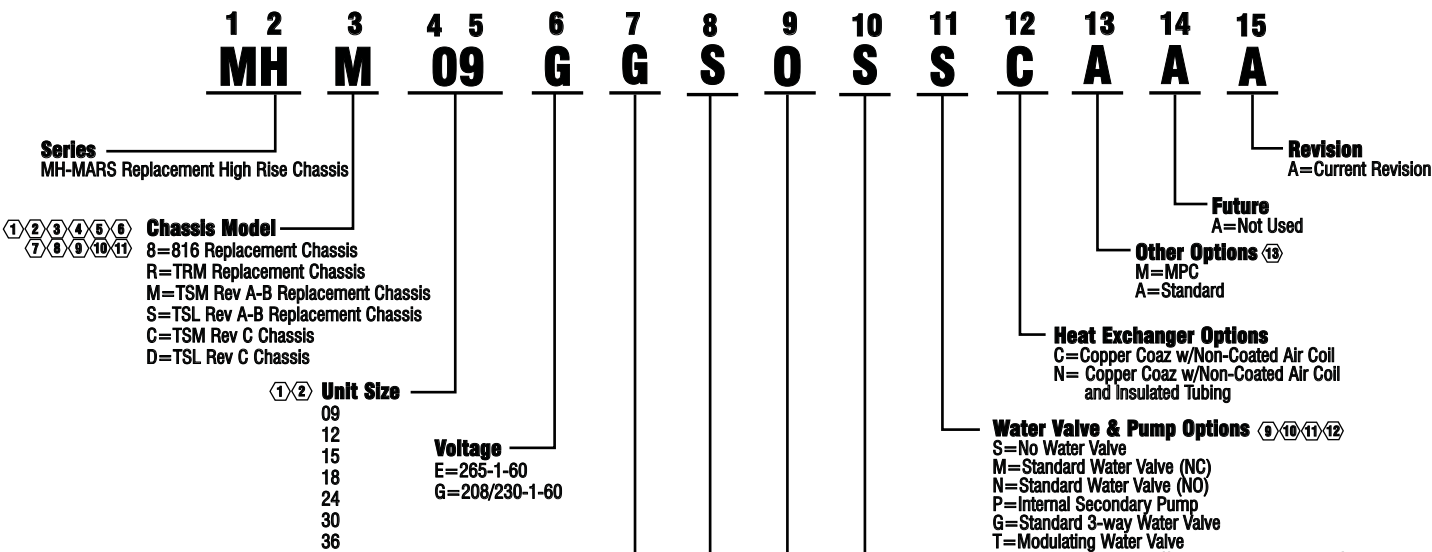 1 2 3 4 5 6 7 8 9 10 11 12 13 14 15
MH M 09 G G S 0 S S C A A A
Series
MH-MARS Replacement High Rise Chassis
Revision
A=Current Revision
Future
A=Not Used
1 2 3 4 5 6
7 8 9 10 11
Chassis Model
8=816 Replacement Chassis
R=TRM Replacement Chassis
M=TSM Rev A-B Replacement Chassis
S=TSL Rev A-B Replacement Chassis
C=TSM Rev C Chassis
D=TSL Rev C Chassis
Other Options 13
M=MPC
A=Standard
Heat Exchanger Options
C=Copper Coaz w/Non-Coated Air Coil
N= Copper Coaz w/Non-Coated Air Coil
and Insulated Tubing
1 2 Unit Size
09
12
15
18
24
30
36
Voltage
E=265-1-60
G=208/230-1-60
Water Valve & Pump Options 9 10 11 12
S=No Water Valve
M=Standard Water Valve (NC)
N=Standard Water Valve (NO)
P=Internal Secondary Pump
G=Standard 3-way Water Valve
T=Modulating Water Valve